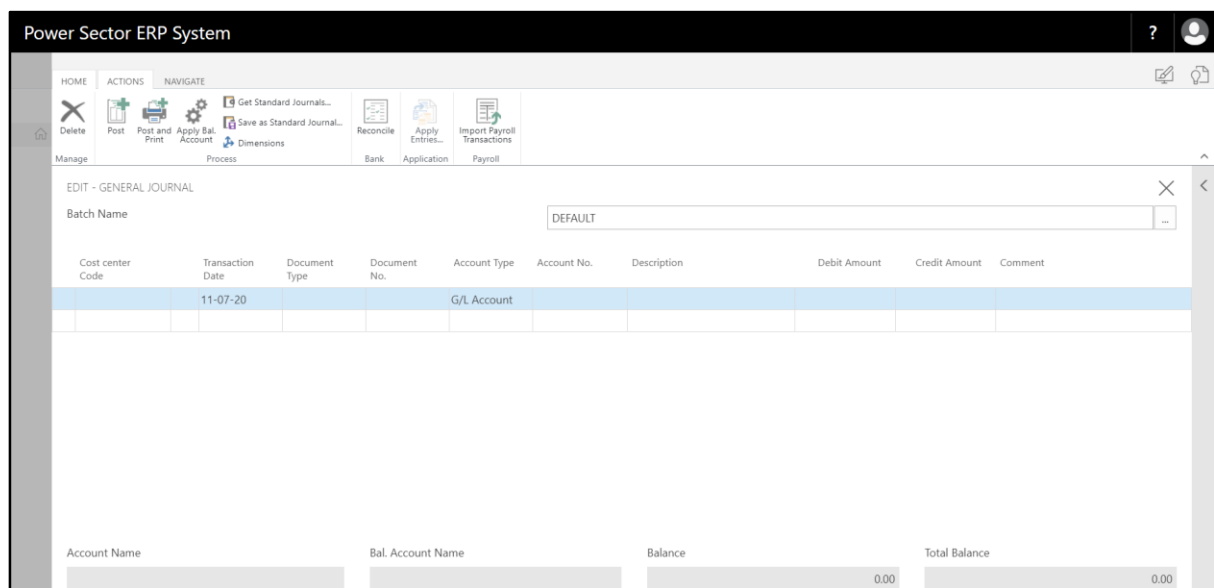 Power Sector ERP System ?
HOME ACTIONS NAVIGATE
Delete
Post
Post and
Print
Apply Bal.
Account
Get Standard Journals...
Save as Standard Journal...
Dimensions
Reconcile
Apply
Entries...
Import Payroll
Transactions
Manage Process Bank Application Payroll
EDIT - GENERAL JOURNAL
Batch Name DEFAULT ...
Cost center
Code
Transaction
Date
Document
Type
Document
No.
Account Type Account No. Description Debit Amount Credit Amount Comment
11-07-20 G/L Account
Account Name Bal. Account Name Balance Total Balance
0.00 0.00